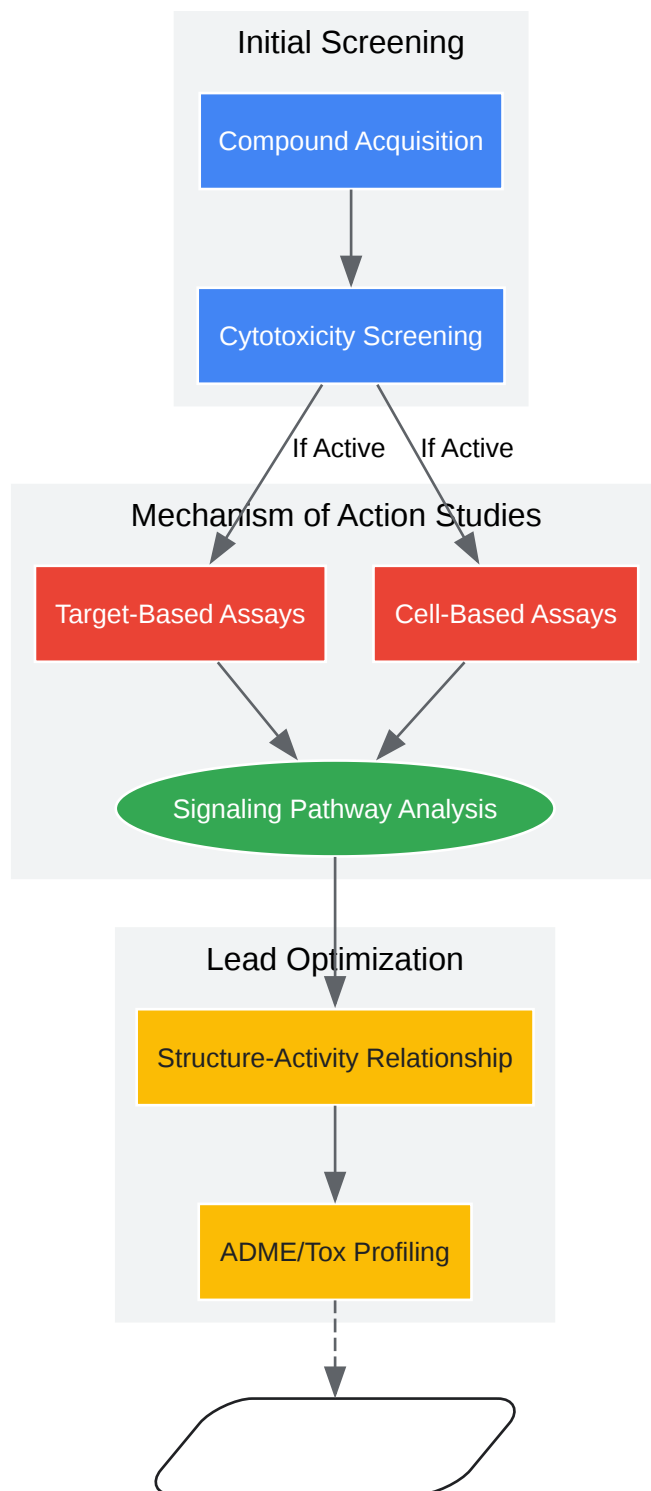 Initial Screening
Compound Acquisition
Cytotoxicity Screening
If Active
If Active
Mechanism of Action Studies
Target-Based Assays
Cell-Based Assays
Signaling Pathway Analysis
Lead Optimization
Structure-Activity Relationship
ADME/Tox Profiling